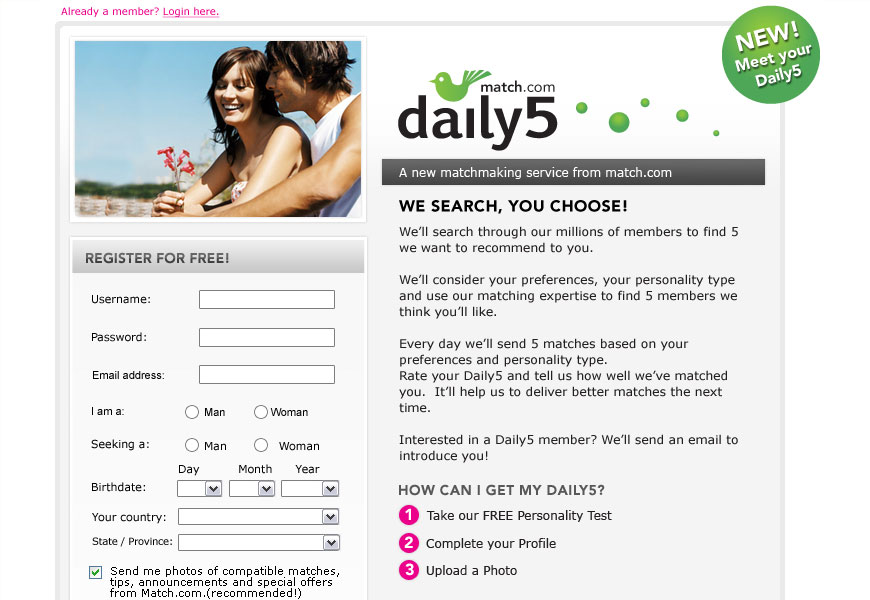 Already a member? Login here.
NEW!
Meet your
Daily5
match.com
daily5
A new matchmaking service from match.com
WE SEARCH, YOU CHOOSE!
We'll search through our millions of members to find 5
we want to recommend to you.
We'll consider your preferences, your personality type
and use our matching expertise to find 5 members we
think you'll like.
Every day we'll send 5 matches based on your
preferences and personality type.
Rate your Daily5 and tell us how well we've matched
you.  It'll help us to deliver better matches the next
time.
Interested in a Daily5 member? We'll send an email to
introduce you!
HOW CAN I GET MY DAILY5?
1 Take our FREE Personality Test
2 Complete your Profile
3 Upload a Photo
REGISTER FOR FREE!
Username:
Password:
Email address:
I am a: Man Woman
Seeking a: Man Woman
Day Month Year
Birthdate:
Your country:
State / Province:
Send me photos of compatible matches,
tips, announcements and special offers
from Match.com.(recommended!)